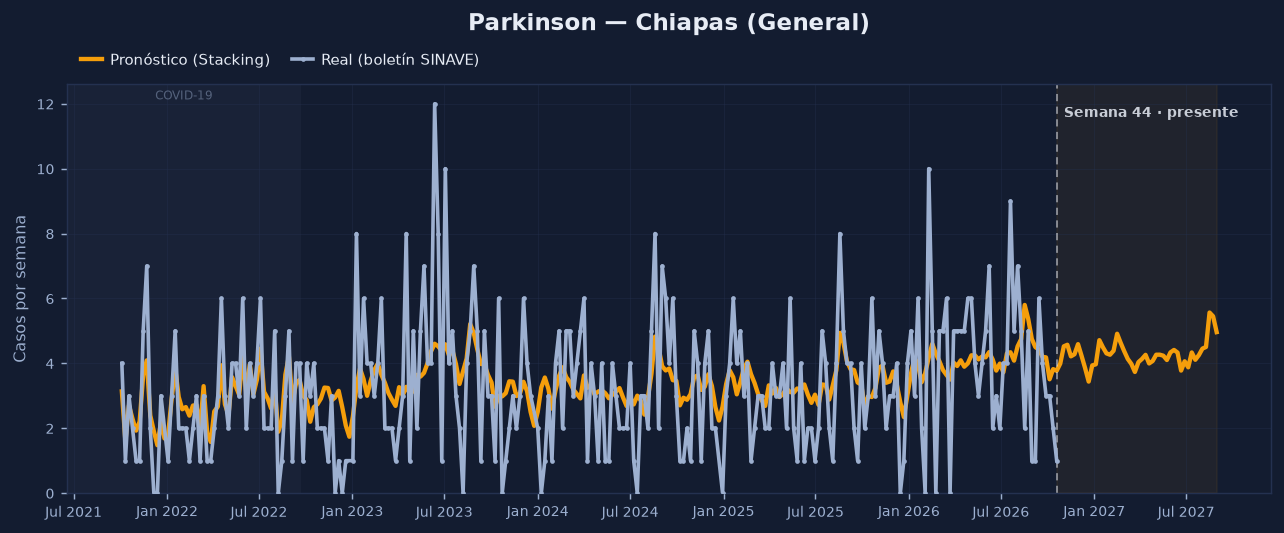 Parkinson — Chiapas (General)
Pronóstico (Stacking)
Real (boletín SINAVE)
COVID-19
Semana 44 · presente
Casos por semana
12
10
8
6
4
2
0
Jul 2021
Jan 2022
Jul 2022
Jan 2023
Jul 2023
Jan 2024
Jul 2024
Jan 2025
Jul 2025
Jan 2026
Jul 2026
Jan 2027
Jul 2027